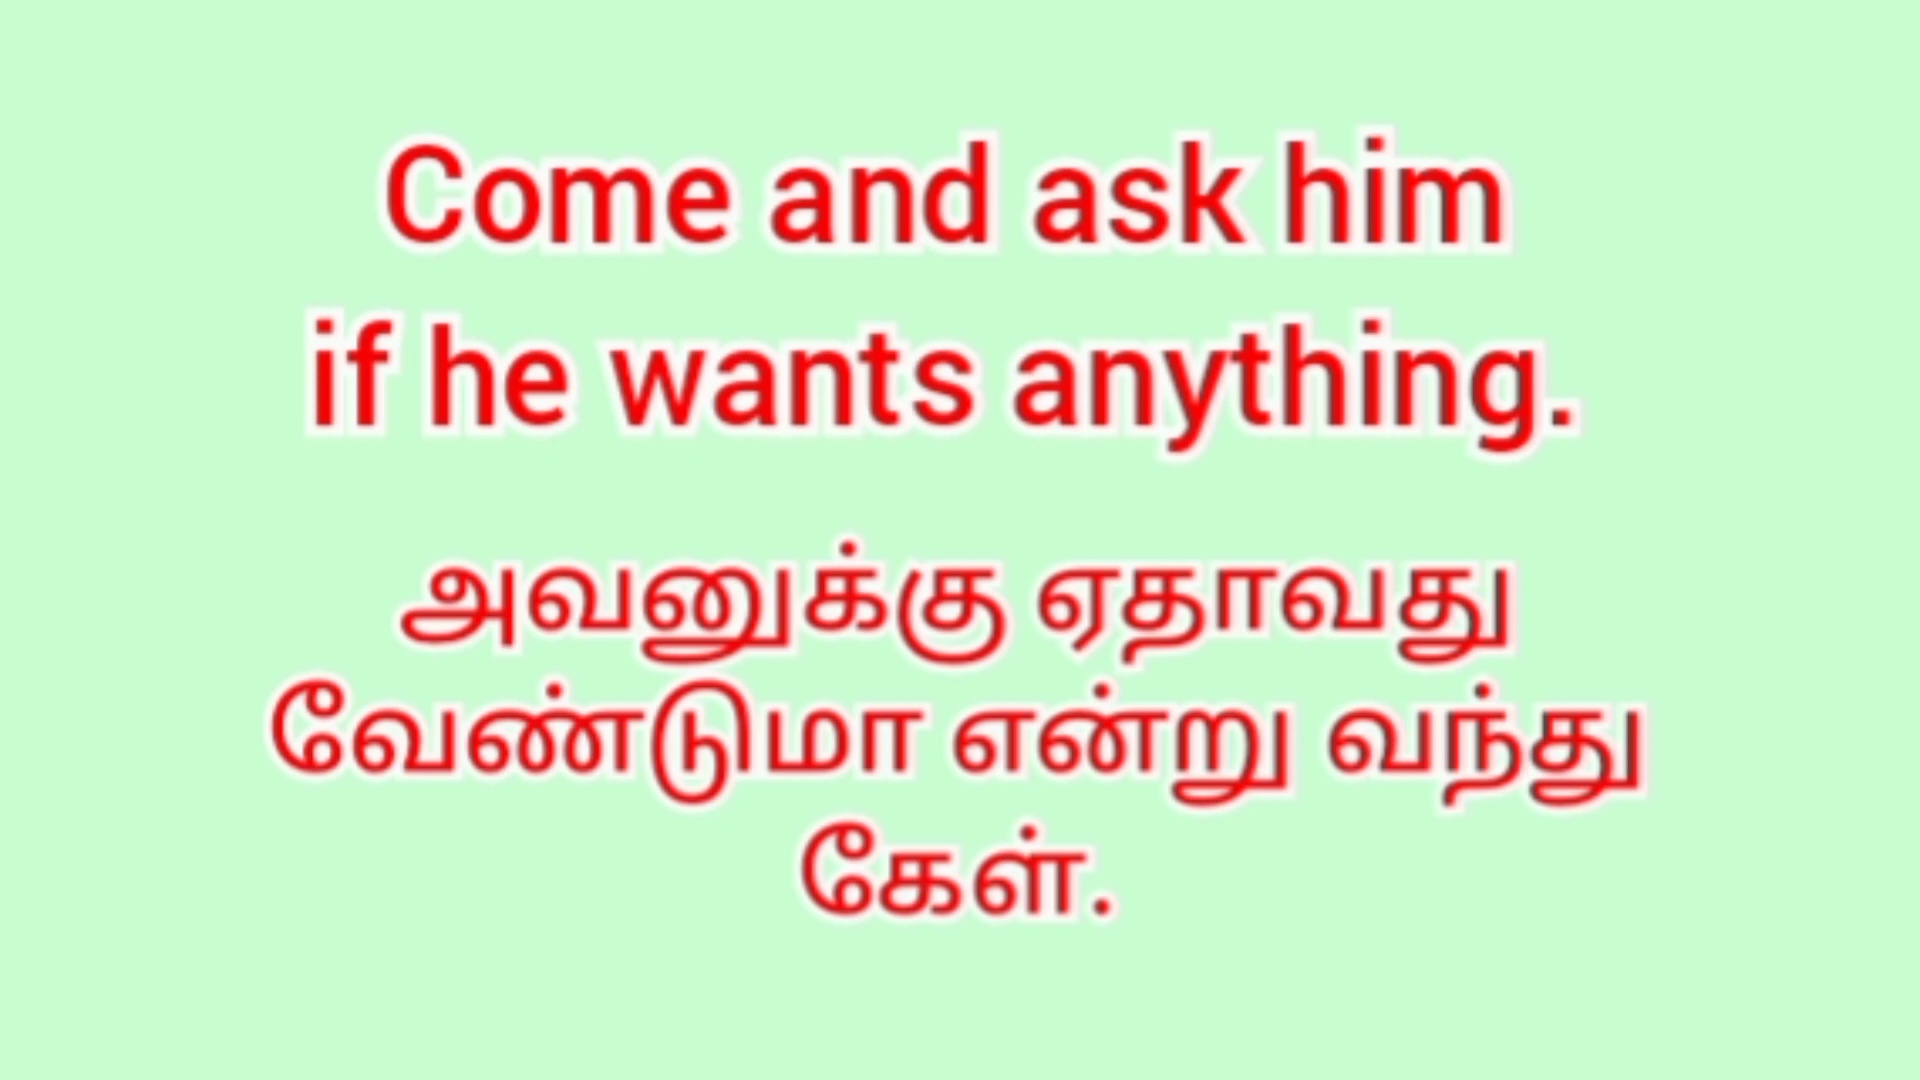 Come and ask him
if he wants anything.
அவனுக்கு ஏதாவது
வேண்டுமா என்று வந்து
கேள்.